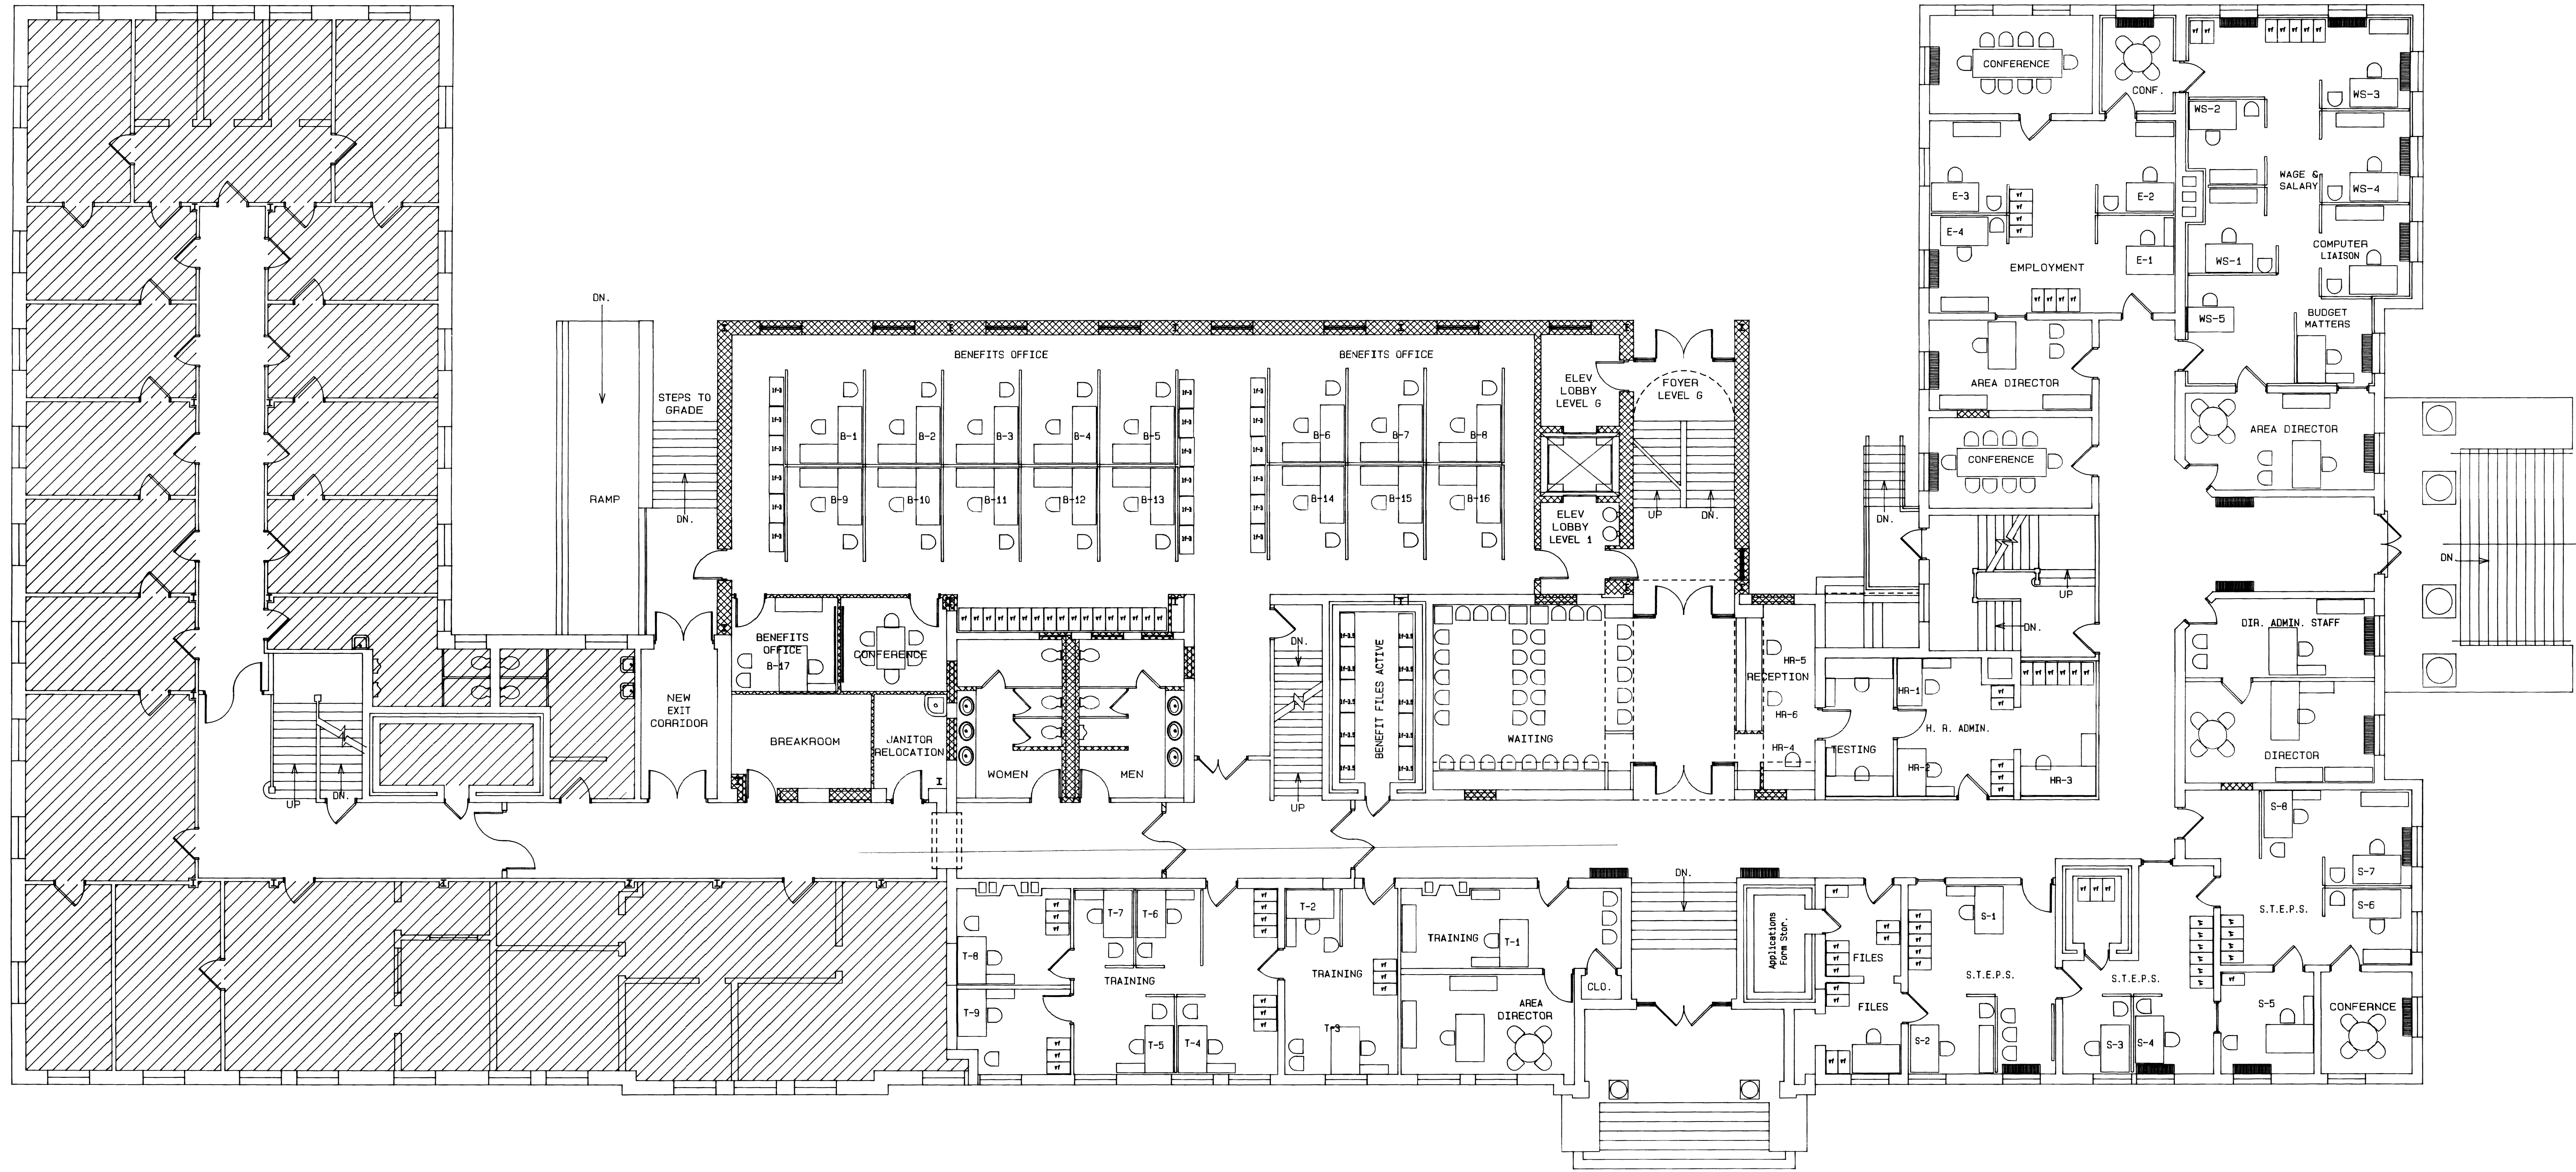 CONFERENCE
CONF.
WS-2
WS-3
WAGE &
SALARY
WS-4
E-3
E-2
E-4
E-1
EMPLOYMENT
WS-1
COMPUTER
LIAISON
WS-5
BUDGET
MATTERS
AREA DIRECTOR
AREA DIRECTOR
CONFERENCE
DN.
RAMP
STEPS TO
GRADE
DN.
BENEFITS OFFICE
BENEFITS OFFICE
B-1
B-2
B-3
B-4
B-5
B-6
B-7
B-8
B-9
B-10
B-11
B-12
B-13
B-14
B-15
B-16
ELEV
LOBBY
LEVEL G
FOYER
LEVEL G
ELEV
LOBBY
LEVEL 1
UP
DN.
DN.
UP
DN.
DN
DIR. ADMIN. STAFF
DIRECTOR
NEW
EXIT
CORRIDOR
BENEFITS
OFFICE
B-17
CONFERENCE
BREAKROOM
JANITOR
RELOCATION
WOMEN
MEN
DN.
UP
BENEFIT FILES ACTIVE
WAITING
HR-5
RECEPTION
HR-6
HR-4
TESTING
HR-1
HR-2
H. R. ADMIN.
HR-3
UP
DN.
DN.
T-8
T-9
T-7
T-6
TRAINING
T-5
T-4
T-2
TRAINING
T-3
TRAINING
T-1
AREA
DIRECTOR
CLO.
Applications
Form Stor.
FILES
FILES
S-1
S.T.E.P.S.
S-2
S.T.E.P.S.
S-3
S-4
S-8
S-7
S-6
S.T.E.P.S.
S-5
CONFERNCE